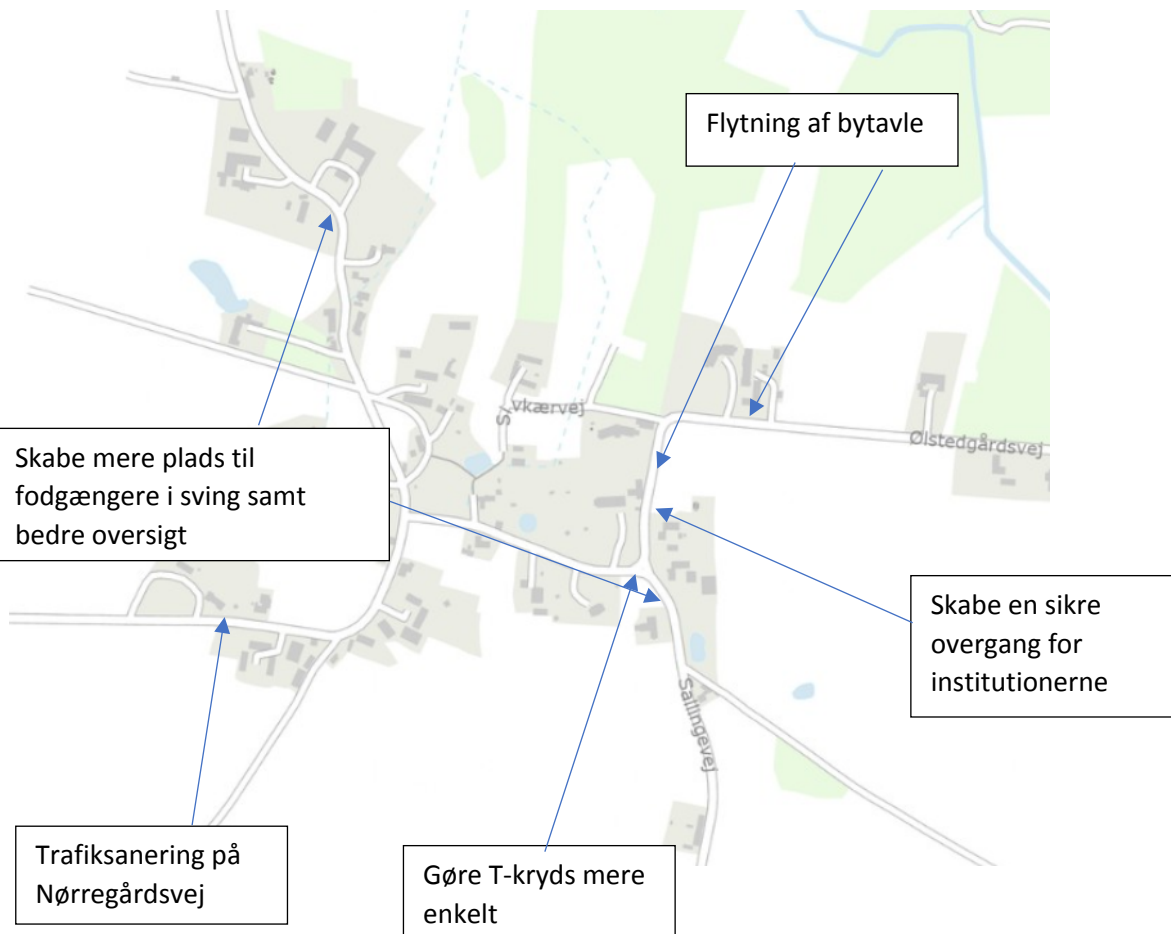 Flytning af bytavle
Sivkærvej
Ølstedgårdsvej
Skabe mere plads til
fodgængere i sving samt
bedre oversigt
Skabe en sikre
overgang for
institutionerne
Sallingevej
Trafiksanering på
Nørregårdsvej
Gøre T-kryds mere
enkelt